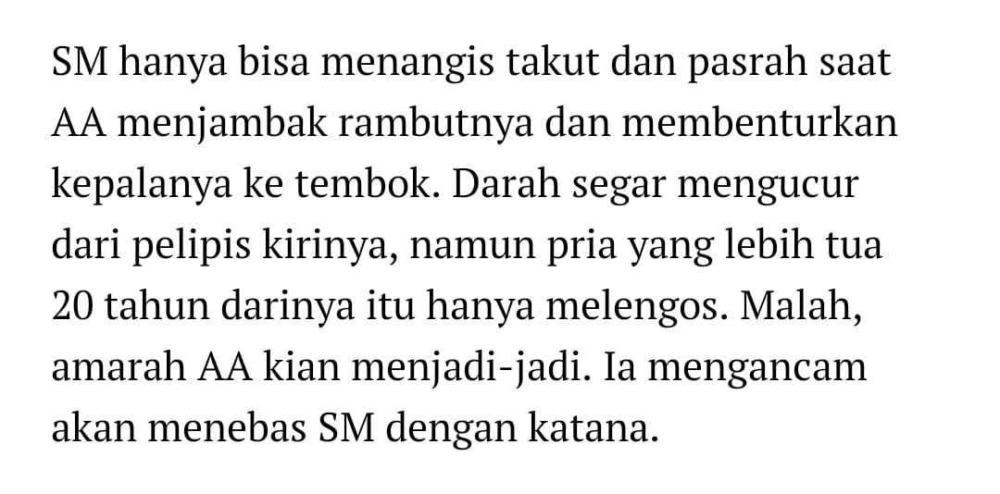 SM hanya bisa menangis takut dan pasrah saat
AA menjambak rambutnya dan membenturkan
kepalanya ke tembok. Darah segar mengucur
dari pelipis kirinya, namun pria yang lebih tua
20 tahun darinya itu hanya melengos. Malah,
amarah AA kian menjadi-jadi. Ia mengancam
akan menebas SM dengan katana.